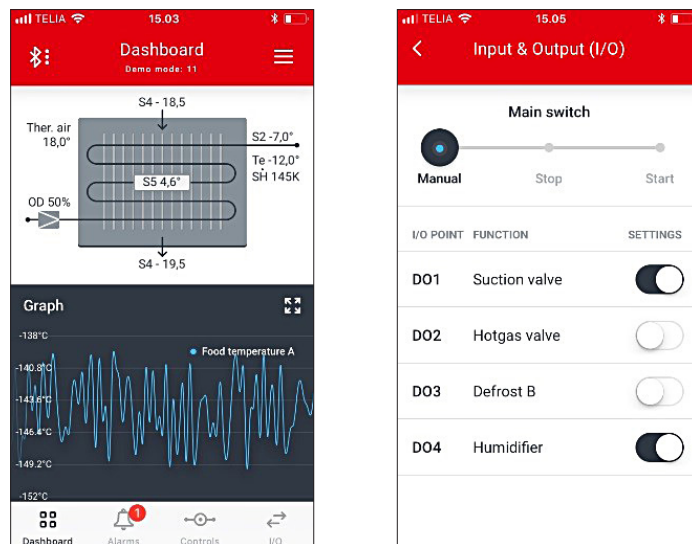 TELIA 15.03
Dashboard
Demo mode: 11
S4 - 18,5
Ther. air
18,0°
S2 -7,0°
Te -12,0°
SH 145K
S5 4,6°
OD 50%
S4 - 19,5
Graph
-138°C
Food temperature A
-140.8°C
-143.6°C
-146.4°C
-149.2°C
-152°C
1
Dashboard Alarms Controls I/O
TELIA 15.05
Input & Output (I/O)
Main switch
Manual Stop Start
I/O POINT FUNCTION SETTINGS
DO1 Suction valve
DO2 Hotgas valve
DO3 Defrost B
DO4 Humidifier